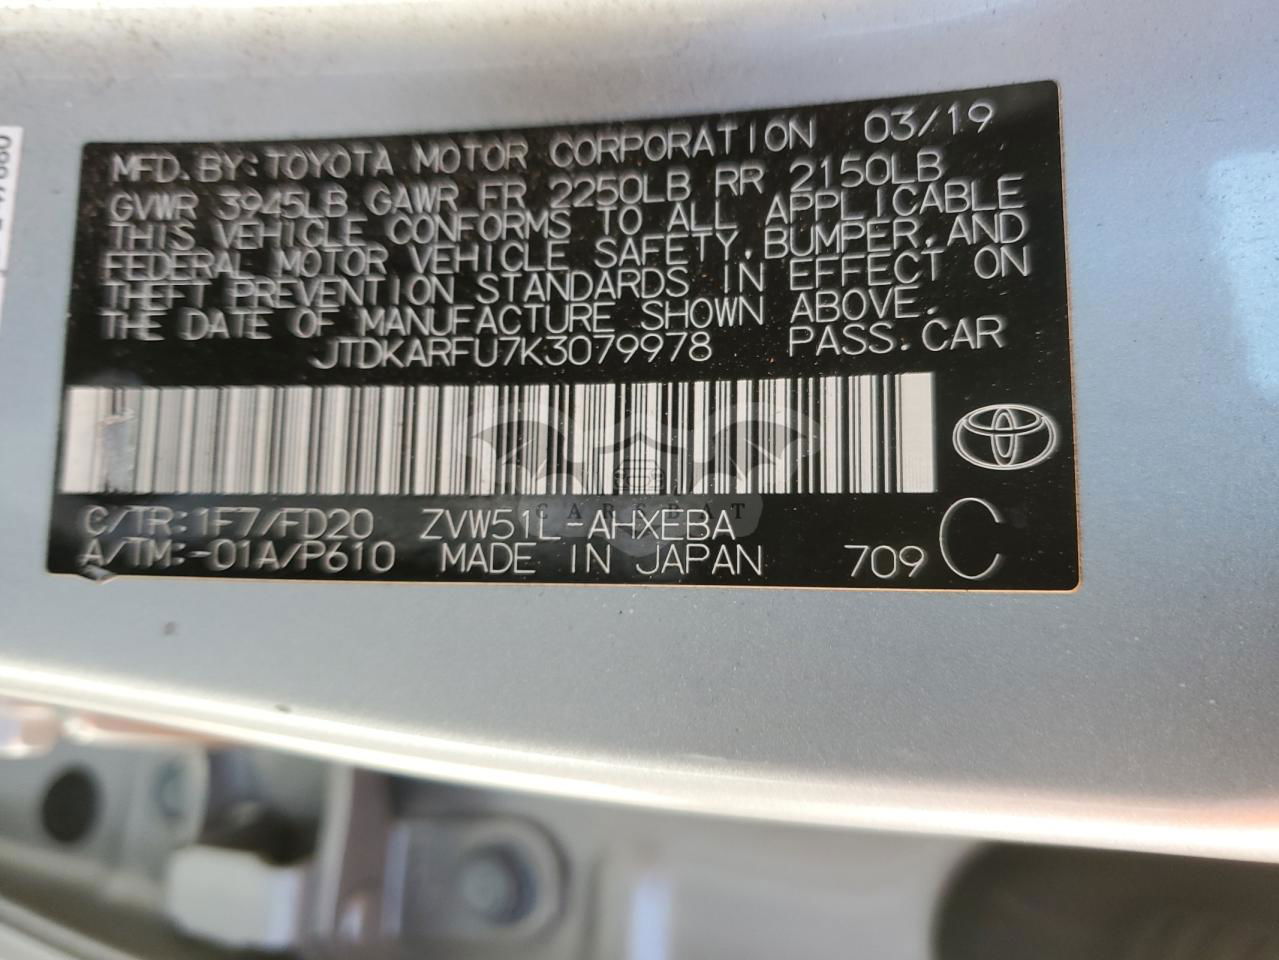 MFD.BY:TOYOTA MOTOR CORPORATION 03/19
GVWR 3945LB GAWR FR 2250LB RR 2150LB
THIS VEHICLE CONFORMS TO ALL APPLICABLE
FEDERAL MOTOR VEHICLE SAFETY,BUMPER,AND
THEFT PREVENTION STANDARDS IN EFFECT ON
THE DATE OF MANUFACTURE SHOWN ABOVE.
JTDKARFU7K3079978 PASS.CAR
CARSBAT
C/TR:1F7/FD20 ZVW51L-AHXEBA
A/TM:-01A/P610 MADE IN JAPAN 709 C